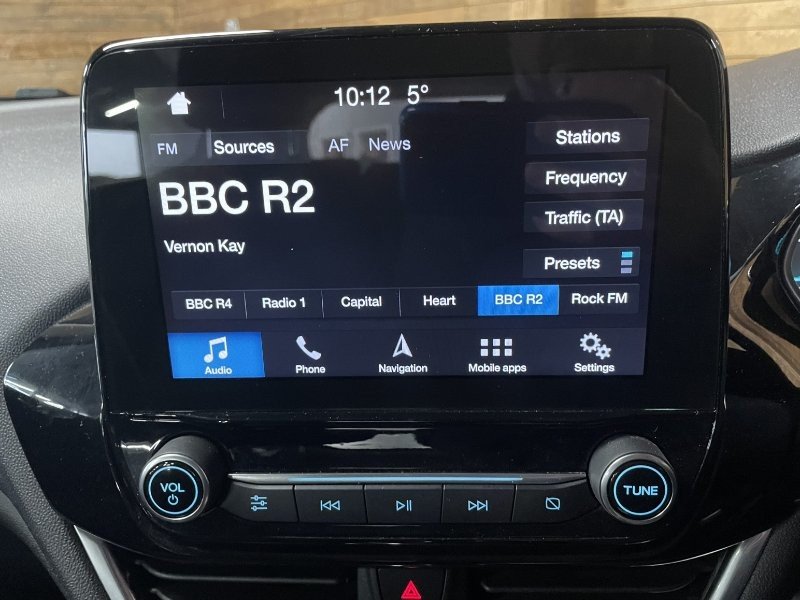 10:12 5°
FM Sources AF News
Stations
BBC R2
Frequency
Traffic (TA)
Vernon Kay
Presets
BBC R4 Radio 1 Capital Heart BBC R2 Rock FM
Audio Phone Navigation Mobile apps Settings
VOL
TUNE